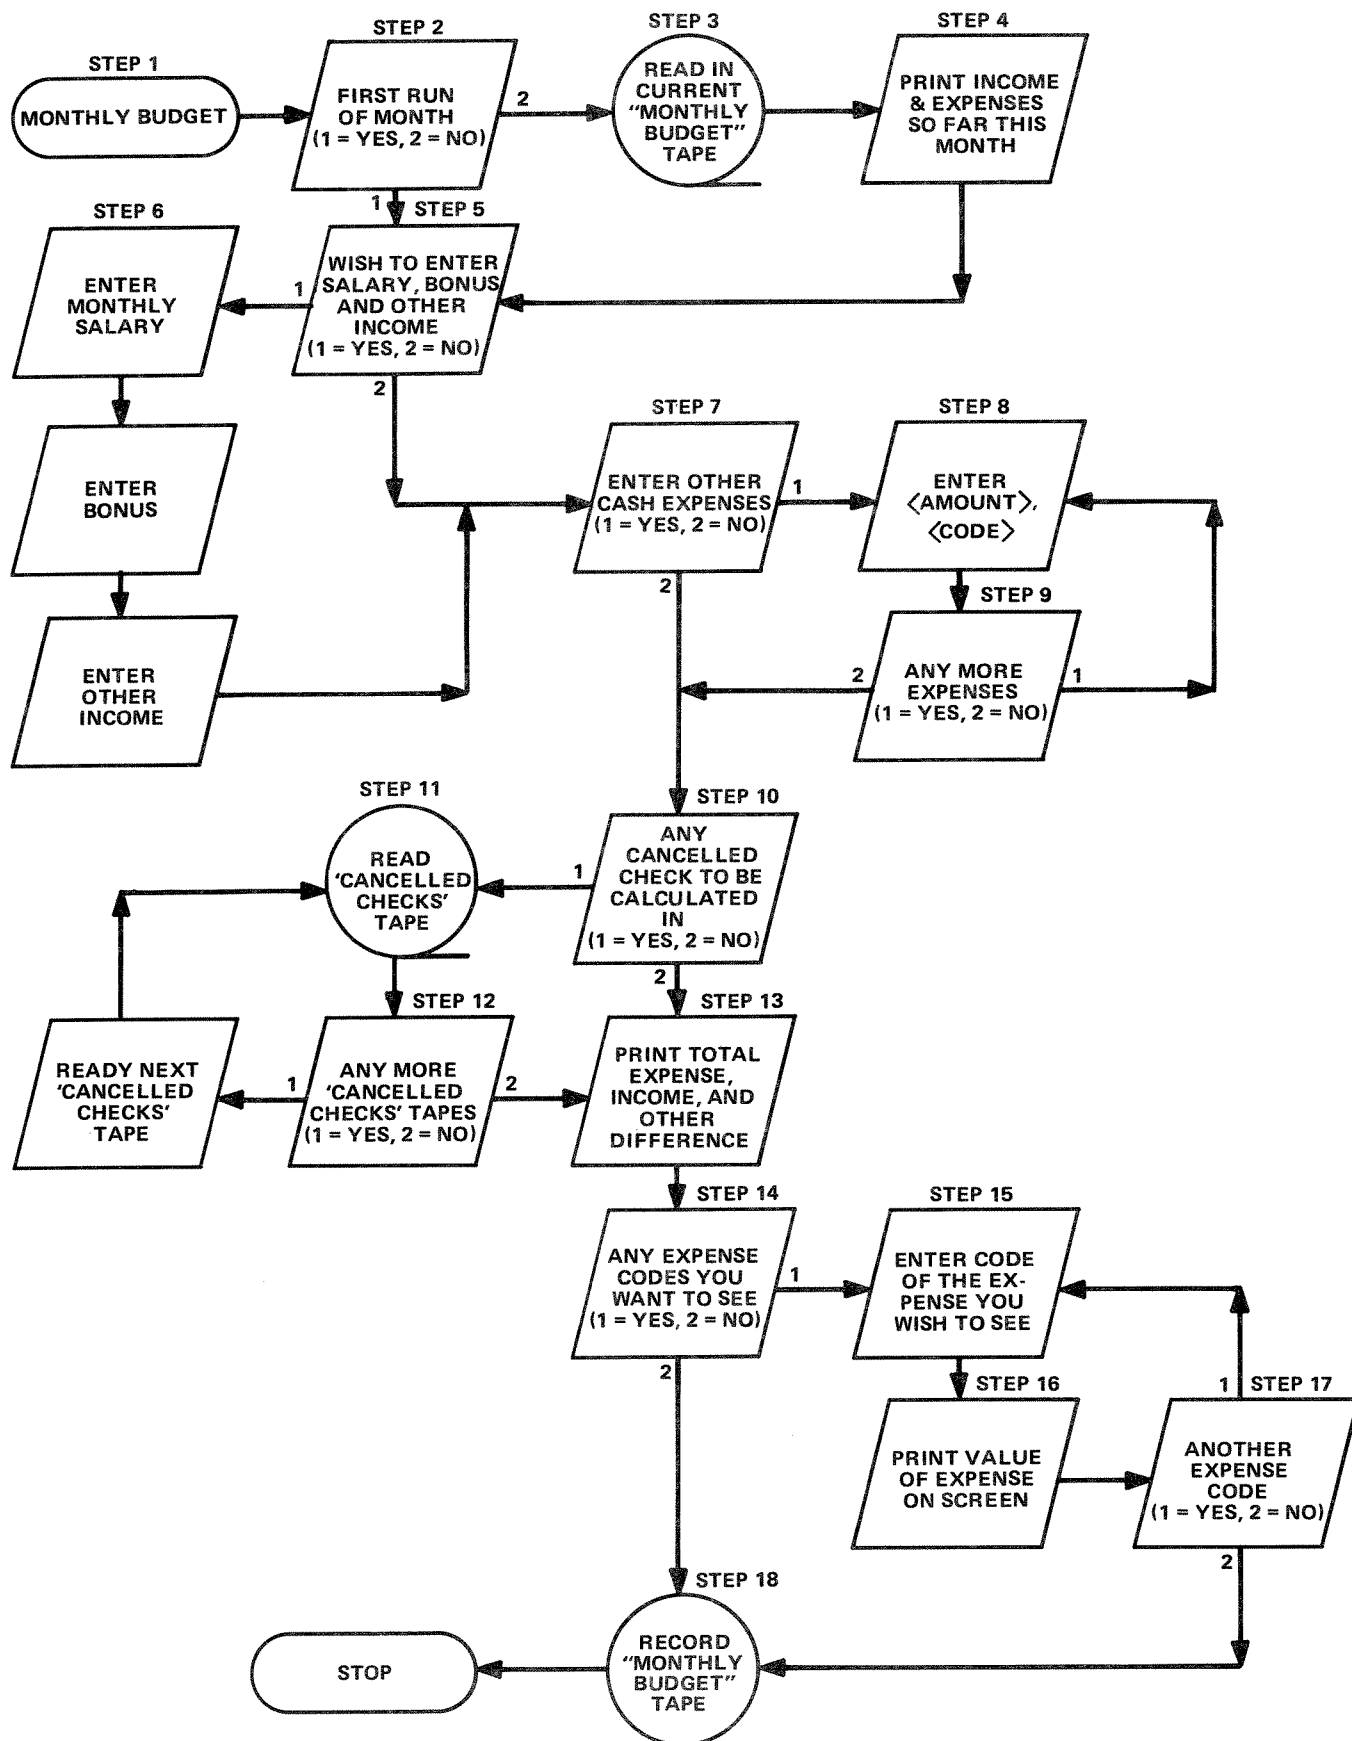 STEP 1
MONTHLY BUDGET
STEP 2
FIRST RUN
OF MONTH
(1 = YES, 2 = NO)
2
1
STEP 3
READ IN
CURRENT
"MONTHLY
BUDGET"
TAPE
STEP 4
PRINT INCOME
& EXPENSES
SO FAR THIS
MONTH
STEP 5
WISH TO ENTER
SALARY, BONUS
AND OTHER
INCOME
(1 = YES, 2 = NO)
1
2
STEP 6
ENTER
MONTHLY
SALARY
ENTER
BONUS
ENTER
OTHER
INCOME
STEP 7
ENTER OTHER
CASH EXPENSES
(1 = YES, 2 = NO)
1
2
STEP 8
ENTER
<AMOUNT>,
<CODE>
STEP 9
ANY MORE
EXPENSES
(1 = YES, 2 = NO)
2
1
STEP 10
ANY
CANCELLED
CHECK TO BE
CALCULATED
IN
(1 = YES, 2 = NO)
1
2
STEP 11
READ
'CANCELLED
CHECKS'
TAPE
STEP 12
ANY MORE
'CANCELLED
CHECKS' TAPES
(1 = YES, 2 = NO)
1
2
READY NEXT
'CANCELLED
CHECKS'
TAPE
STEP 13
PRINT TOTAL
EXPENSE,
INCOME, AND
OTHER
DIFFERENCE
STEP 14
ANY EXPENSE
CODES YOU
WANT TO SEE
(1 = YES, 2 = NO)
1
2
STEP 15
ENTER CODE
OF THE EX-
PENSE YOU
WISH TO SEE
STEP 16
PRINT VALUE
OF EXPENSE
ON SCREEN
1
STEP 17
ANOTHER
EXPENSE
CODE
(1 = YES, 2 = NO)
2
STEP 18
RECORD
"MONTHLY
BUDGET"
TAPE
STOP